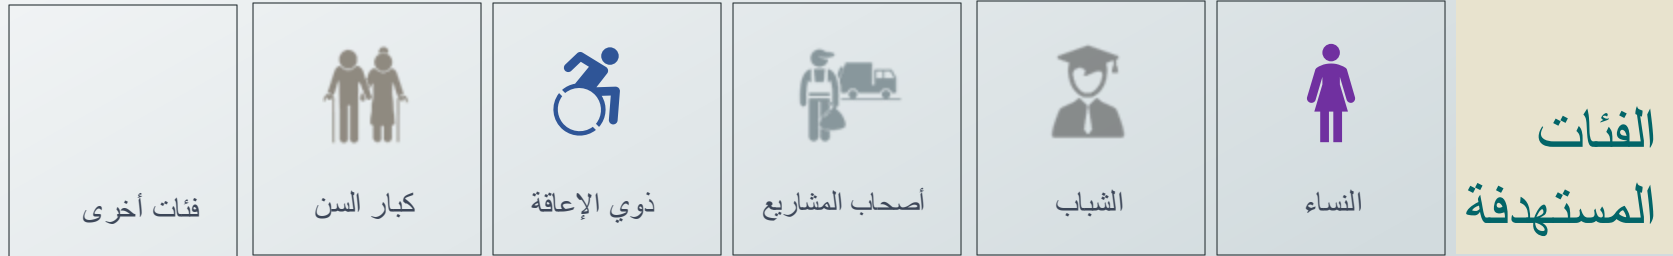 الفئات
المستهدفة
النساء
الشباب
أصحاب المشاريع
ذوي الإعاقة
كبار السن
فئات أخرى